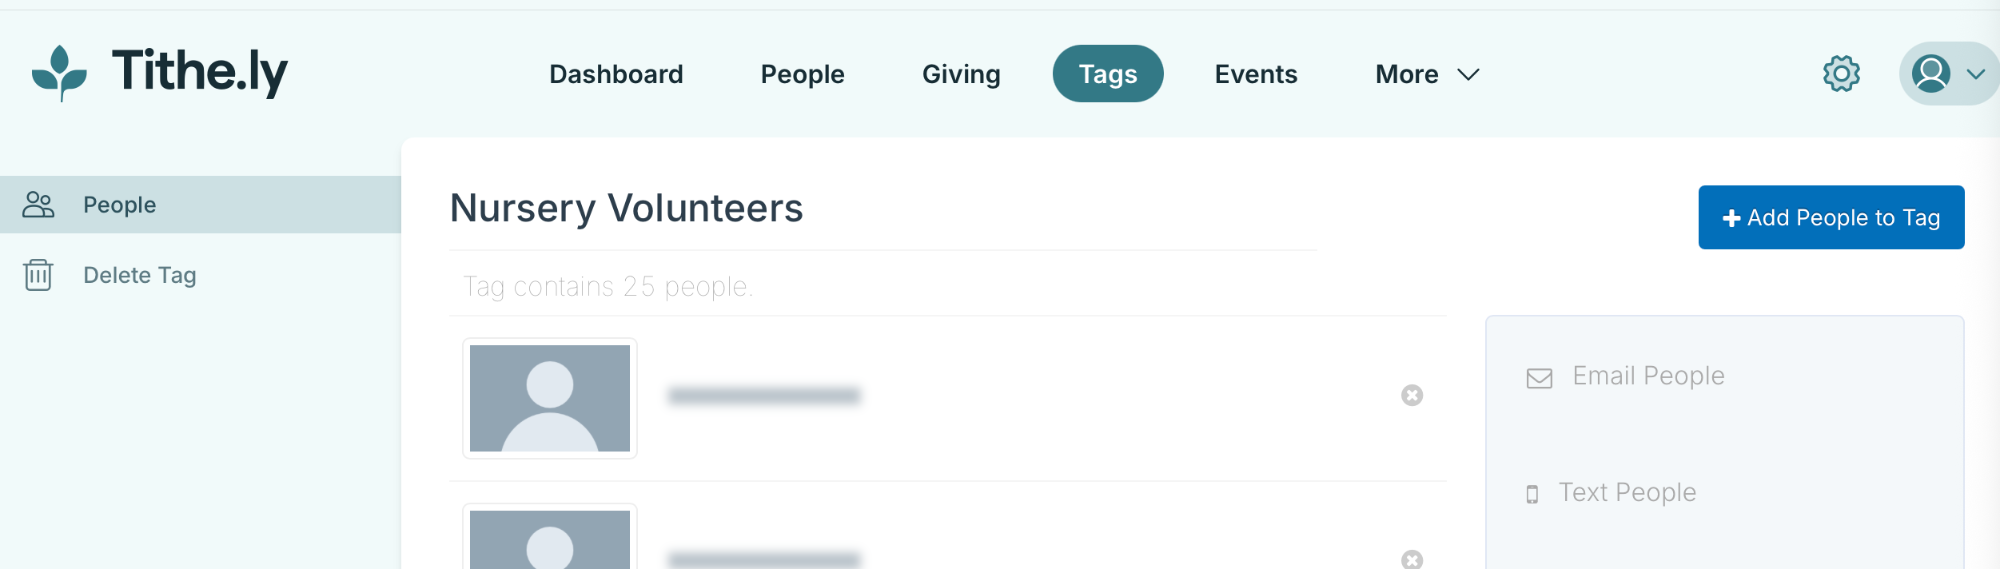 Tithe.ly
Dashboard
People
Giving
Tags
Events
More
People
Delete Tag
Nursery Volunteers
Add People to Tag
Tag contains 25 people.
Email People
Text People